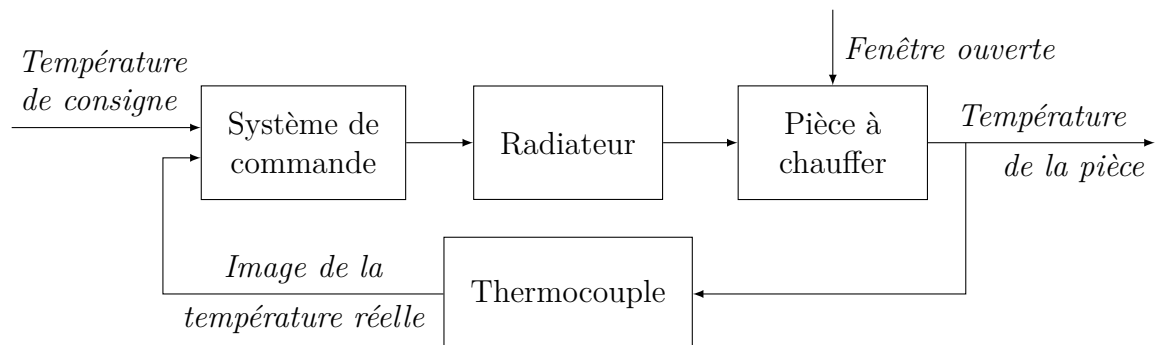 Fenêtre ouverte
Température
de consigne
Système de
commande
Radiateur
Pièce à
chauffer
Température
de la pièce
Image de la
température réelle
Thermocouple